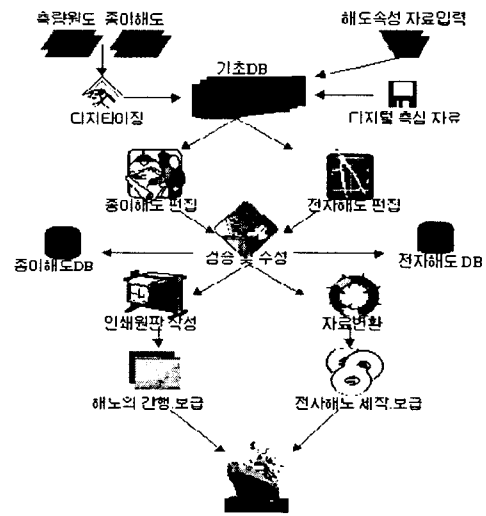 측량원도 종이해도
해도속성 자료입력
기초DB
디지타이징
디지털 측심 자료
종이해도 편집
전자해도 편집
검증 및 수정
종이해도DB
전자해도 DB
인쇄원판 작성
자료변환
해도의 간행.보급
전자해도 제작.보급